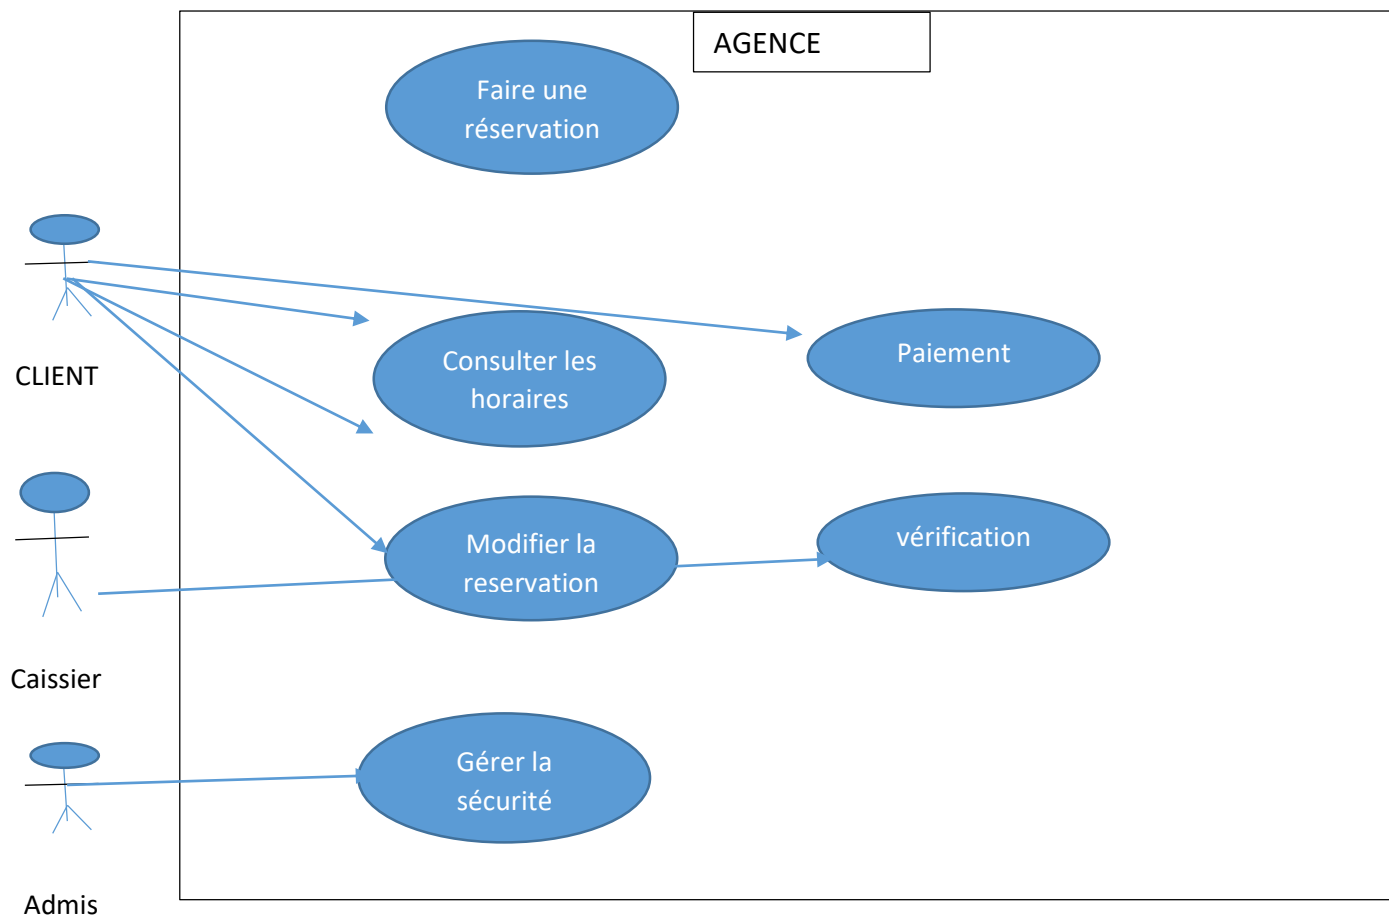 AGENCE
Faire une
réservation
CLIENT
Consulter les
horaires
Paiement
Modifier la
reservation
vérification
Caissier
Gérer la
sécurité
Admis